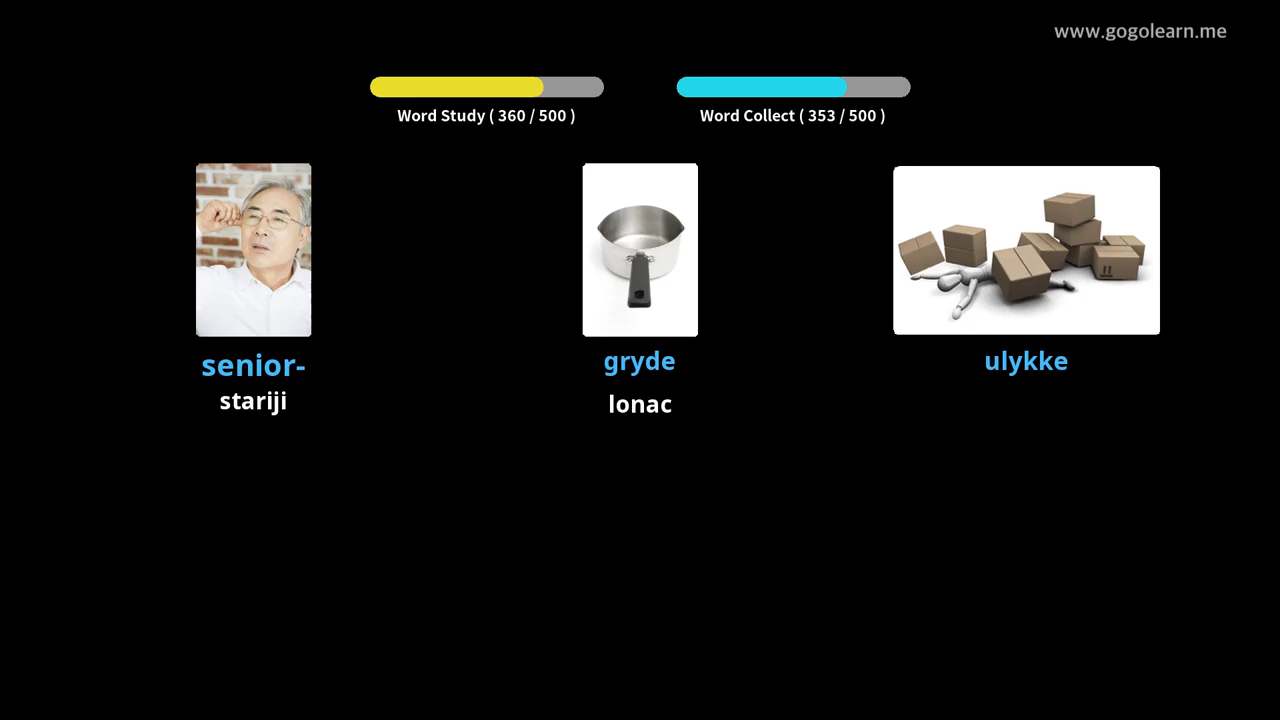 www.gogolearn.me
Word Study ( 360 / 500 )
Word Collect ( 353 / 500 )
senior-
stariji
gryde
lonac
ulykke